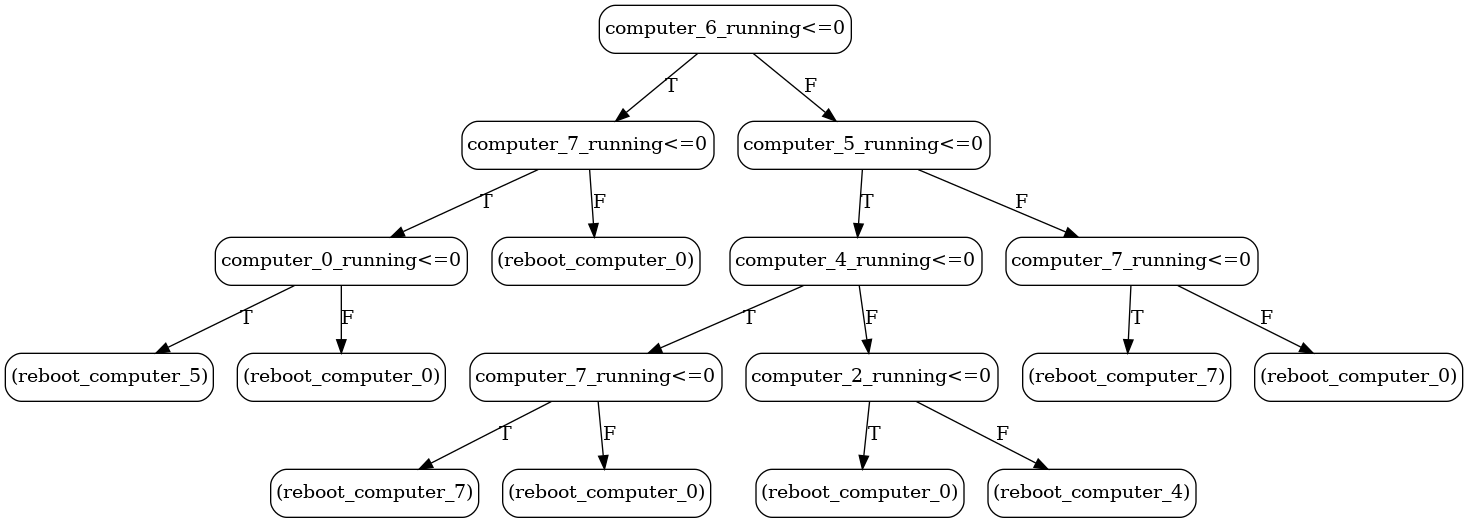 computer_6_running<=0
T
F
computer_7_running<=0
computer_5_running<=0
T
F
T
F
computer_0_running<=0
(reboot_computer_0)
computer_4_running<=0
computer_7_running<=0
T
F
T
F
T
F
(reboot_computer_5)
(reboot_computer_0)
computer_7_running<=0
computer_2_running<=0
(reboot_computer_7)
(reboot_computer_0)
T
F
T
F
(reboot_computer_7)
(reboot_computer_0)
(reboot_computer_0)
(reboot_computer_4)